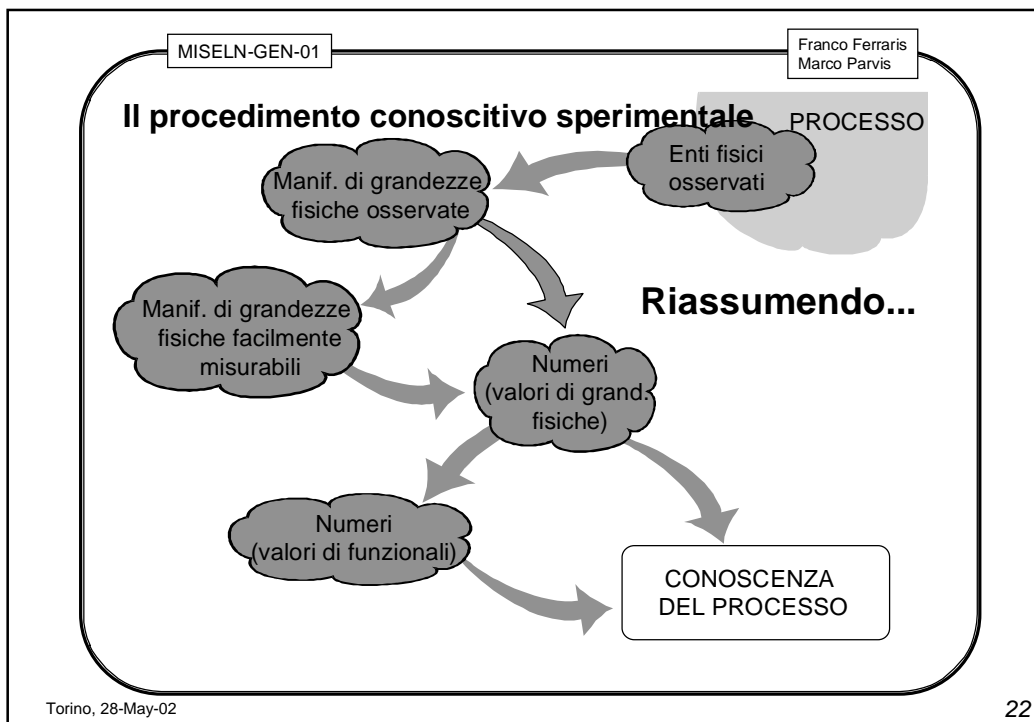 MISELN-GEN-01
Franco Ferraris
Marco Parvis
Il procedimento conoscitivo sperimentale
PROCESSO
Enti fisici
osservati
Manif. di grandezze
fisiche osservate
Riassumendo...
Manif. di grandezze
fisiche facilmente
misurabili
Numeri
(valori di grand.
fisiche)
Numeri
(valori di funzionali)
CONOSCENZA
DEL PROCESSO
Torino, 28-May-02
22